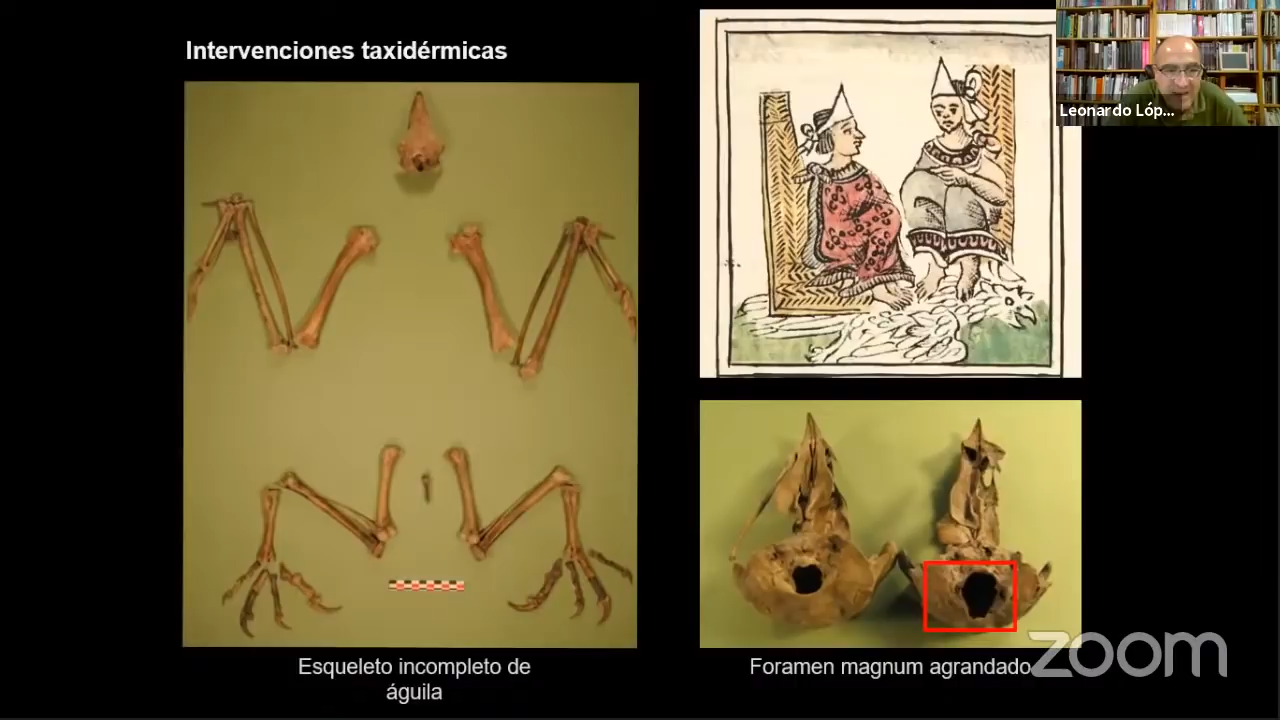 Intervenciones taxidérmicas
Leonardo Lóp...
Esqueleto incompleto de
águila
Foramen magnum agrandado
zoom